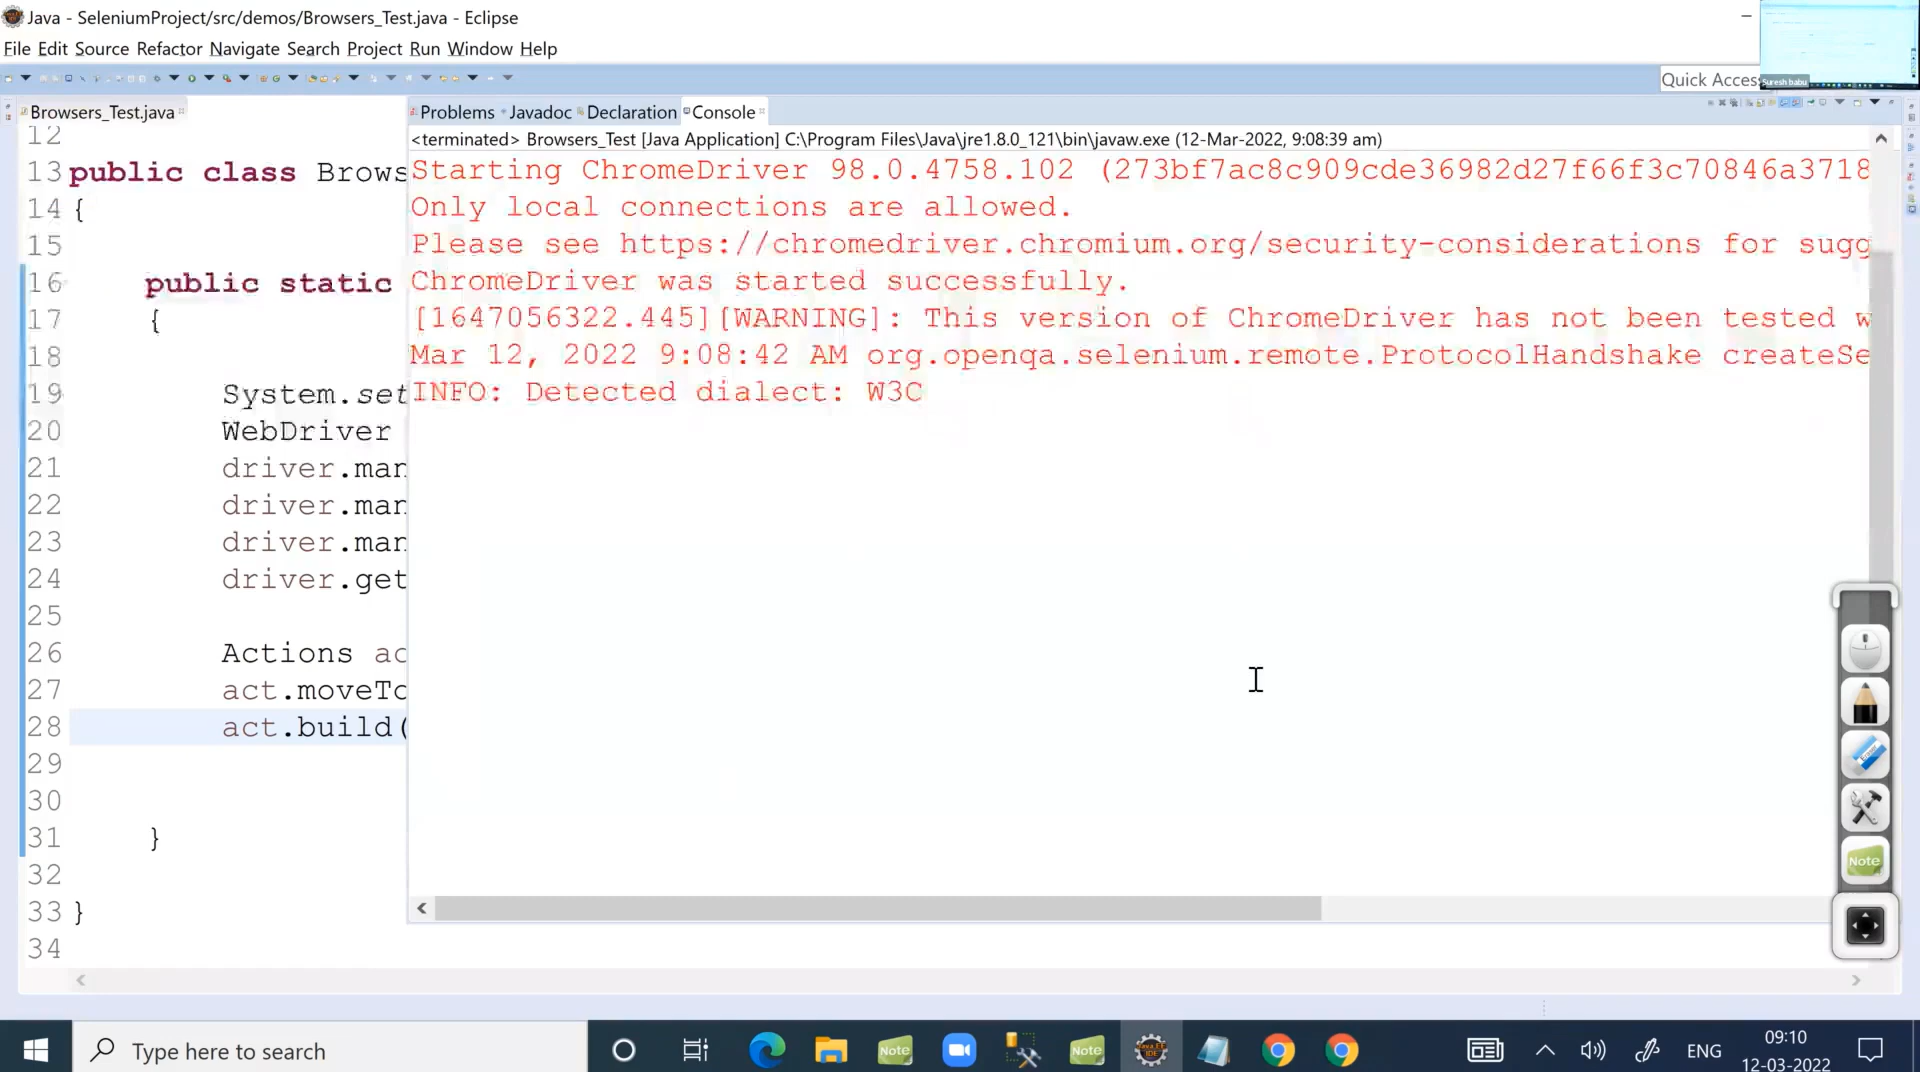 Java - SeleniumProject/src/demos/Browsers_Test.java - Eclipse
File Edit Source Refactor Navigate Search Project Run Window Help
Quick Access
Suresh babu
Browsers_Test.java
Problems Javadoc Declaration Console
<terminated> Browsers_Test [Java Application] C:\Program Files\Java\jre1.8.0_121\bin\javaw.exe (12-Mar-2022, 9:08:39 am)
12
13 public class Brows
14 {
15
16 public static
17 {
18
19 System.set
20 WebDriver
21 driver.man
22 driver.man
23 driver.man
24 driver.get
25
26 Actions ac
27 act.moveTo
28 act.build(
29
30
31 }
32
33 }
34
Starting ChromeDriver 98.0.4758.102 (273bf7ac8c909cde36982d27f66f3c70846a3718
Only local connections are allowed.
Please see https://chromedriver.chromium.org/security-considerations for sugg
ChromeDriver was started successfully.
[1647056322.445][WARNING]: This version of ChromeDriver has not been tested w
Mar 12, 2022 9:08:42 AM org.openqa.selenium.remote.ProtocolHandshake createSe
INFO: Detected dialect: W3C
Note
Type here to search
Note
Note
ENG
09:10
12-03-2022